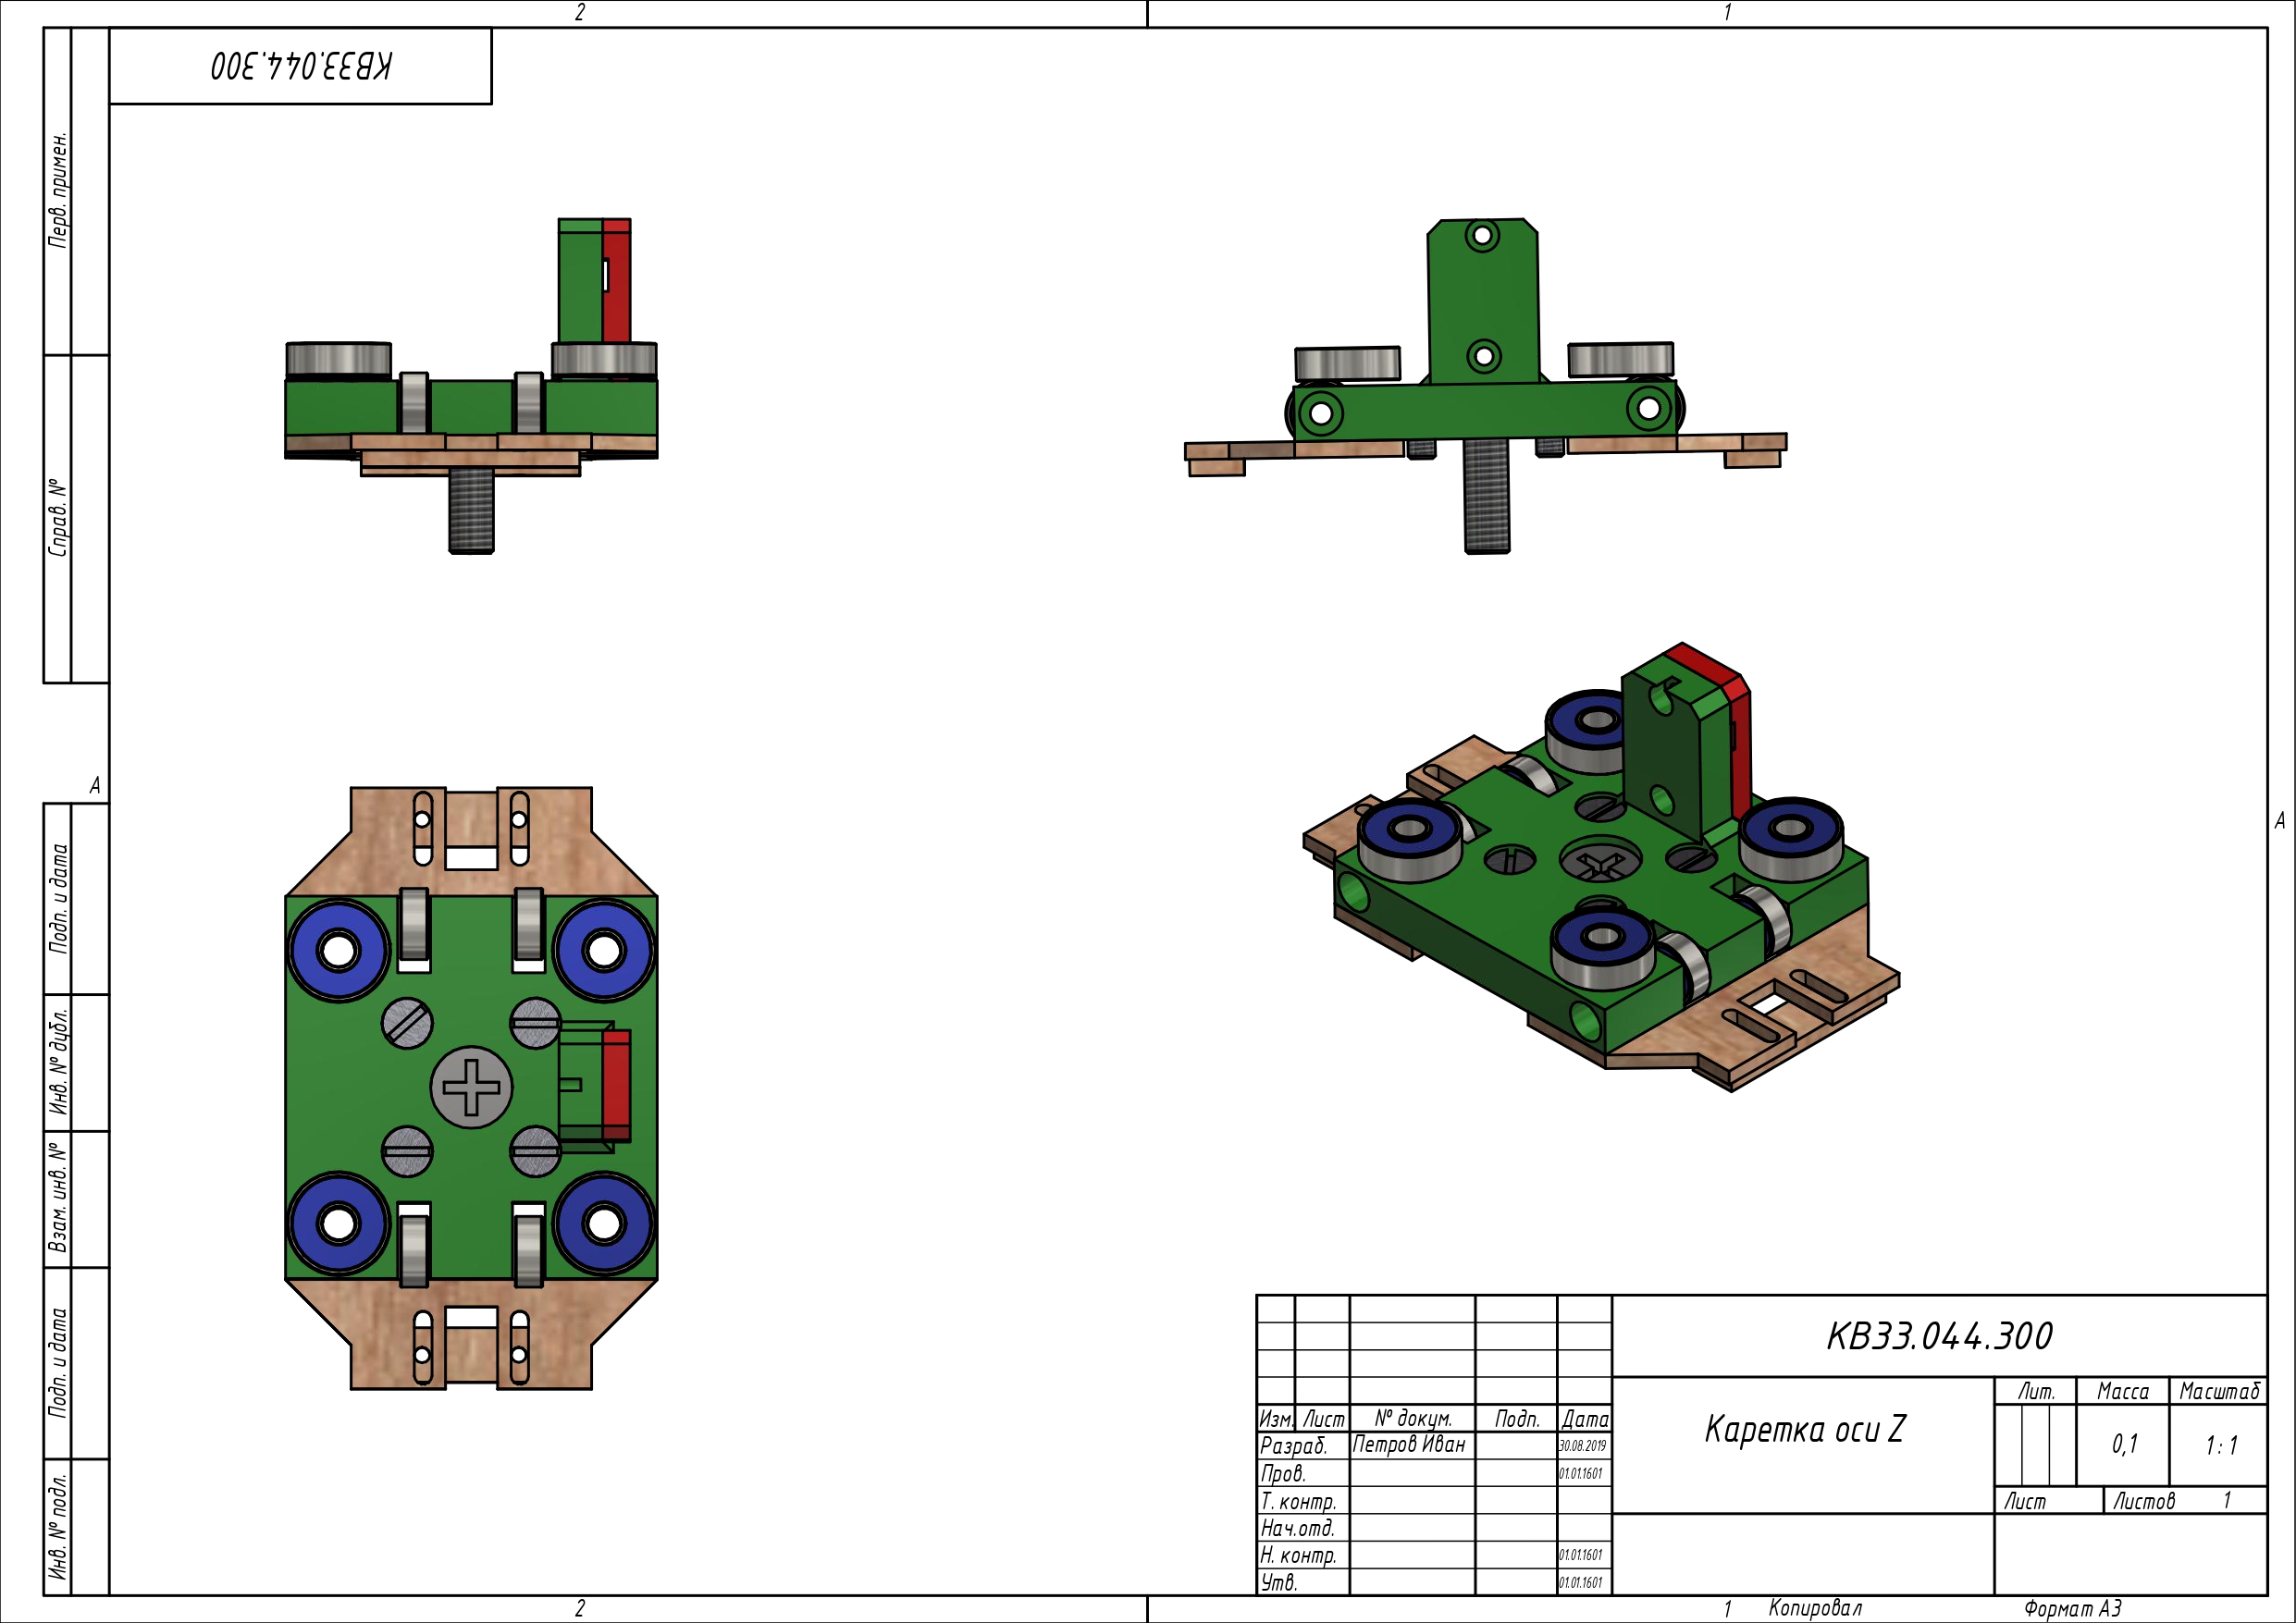 2
1
КВ33.044.300
Перв. примен.
Справ. №
А
А
Подп. и дата
Инв. № дубл.
Взам. инв. №
Подп. и дата
Инв. № подл.
КВ33.044.300
Лит. Масса Масштаб
Изм. Лист № докум. Подп. Дата
Каретка оси Z
Разраб. Петров Иван 30.08.2019
0,1 1:1
Пров. 01.01.1601
Т. контр.
Лист Листов 1
Нач.отд.
Н. контр. 01.01.1601
Утв. 01.01.1601
2
1 Копировал Формат А3